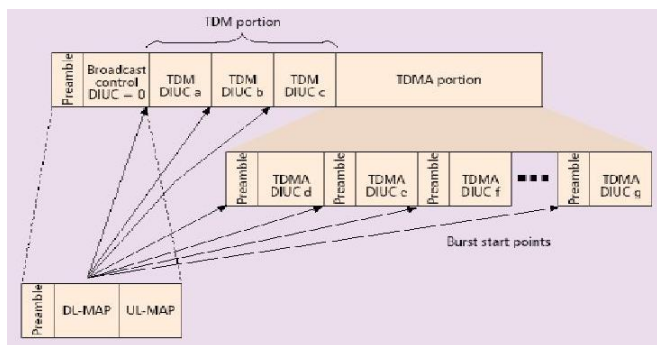 TDM portion
Preamble
Broadcast
control
DIUC = 0
TDM
DIUC a
TDM
DIUC b
TDM
DIUC c
TDMA portion
Preamble
TDMA
DIUC d
Preamble
TDMA
DIUC e
Preamble
TDMA
DIUC f
Preamble
TDMA
DIUC g
Burst start points
Preamble
DL-MAP
UL-MAP